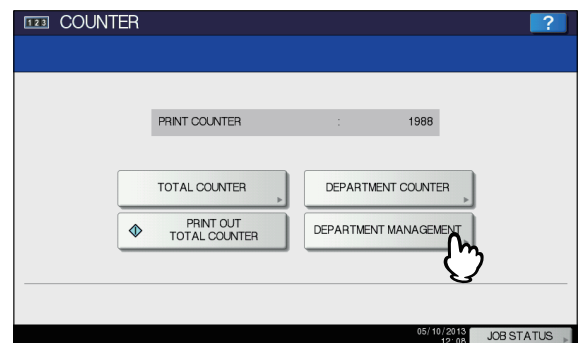 123 COUNTER ?
PRINT COUNTER : 1988
TOTAL COUNTER DEPARTMENT COUNTER
PRINT OUT
TOTAL COUNTER
DEPARTMENT MANAGEMENT
05/10/2013
12:08
JOB STATUS